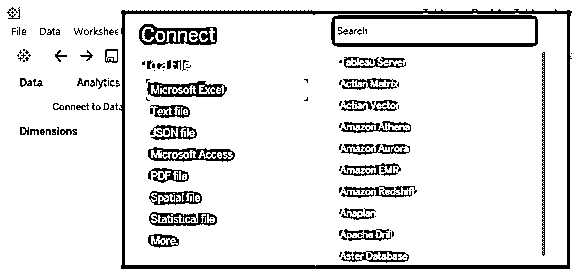 File Data Workshee
Data Analytics
Connect to Data
Dimensions
Connect
Search
To a File
Microsoft Excel
Text file
JSON file
Microsoft Access
PDF file
Spatial file
Statistical file
More.
Tableau Server
Actian Matrix
Actian Vector
Amazon Athena
Amazon Aurora
Amazon EMR
Amazon Redshift
Anaplan
Apache Drill
Aster Database